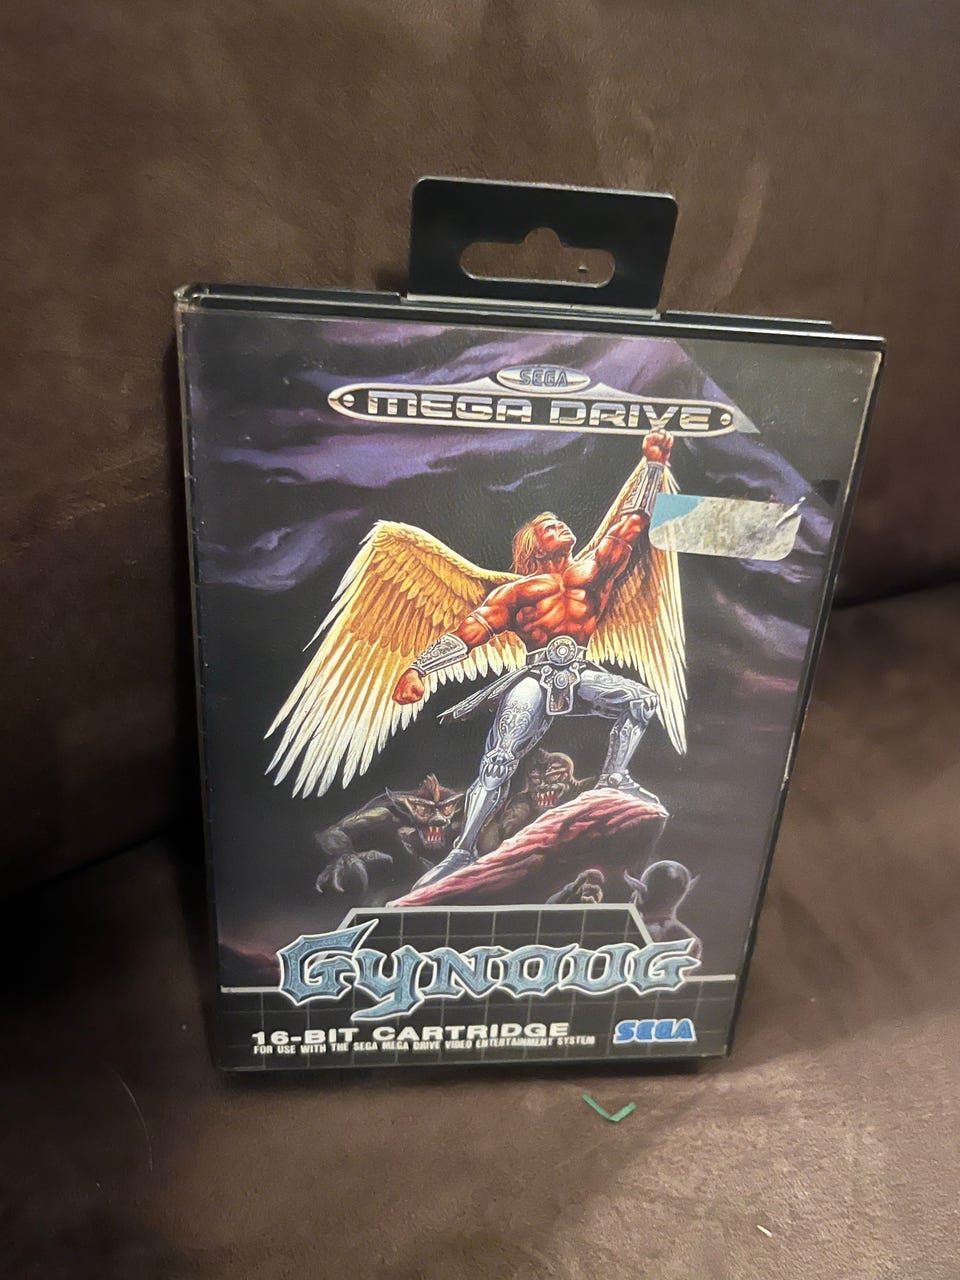 SEGA
MEGA DRIVE
GYNOUG
16-BIT CARTRIDGE
FOR USE WITH THE SEGA MEGA DRIVE VIDEO ENTERTAINMENT SYSTEM
SEGA